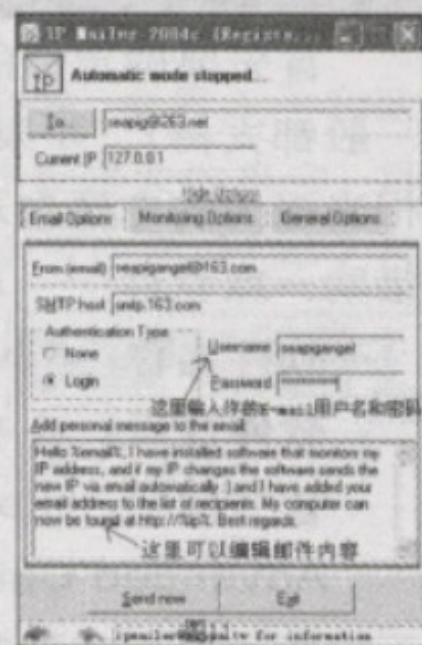 IP Mailer 2004c (Registe...
IP Automatic mode stopped...
To... seapig@263.net
Current IP 127.0.0.1
Hide Options
Email Options Monitoring Options General Options
From (email) seapigangel@163.com
SMTP host smtp.163.com
Authentication Type
None
Login
Username seapigangel
Password
这里输入你的E-mail用户名和密码
Add personal message to the email:
Hello %email%, I have installed software that monitors my
IP address, and if my IP changes the software sends the
new IP via email automatically :) and I have added your
email address to the list of recipients. My computer can
now be found at http://%ip%. Best regards.
这里可以编辑邮件内容
Send now Exit
for information